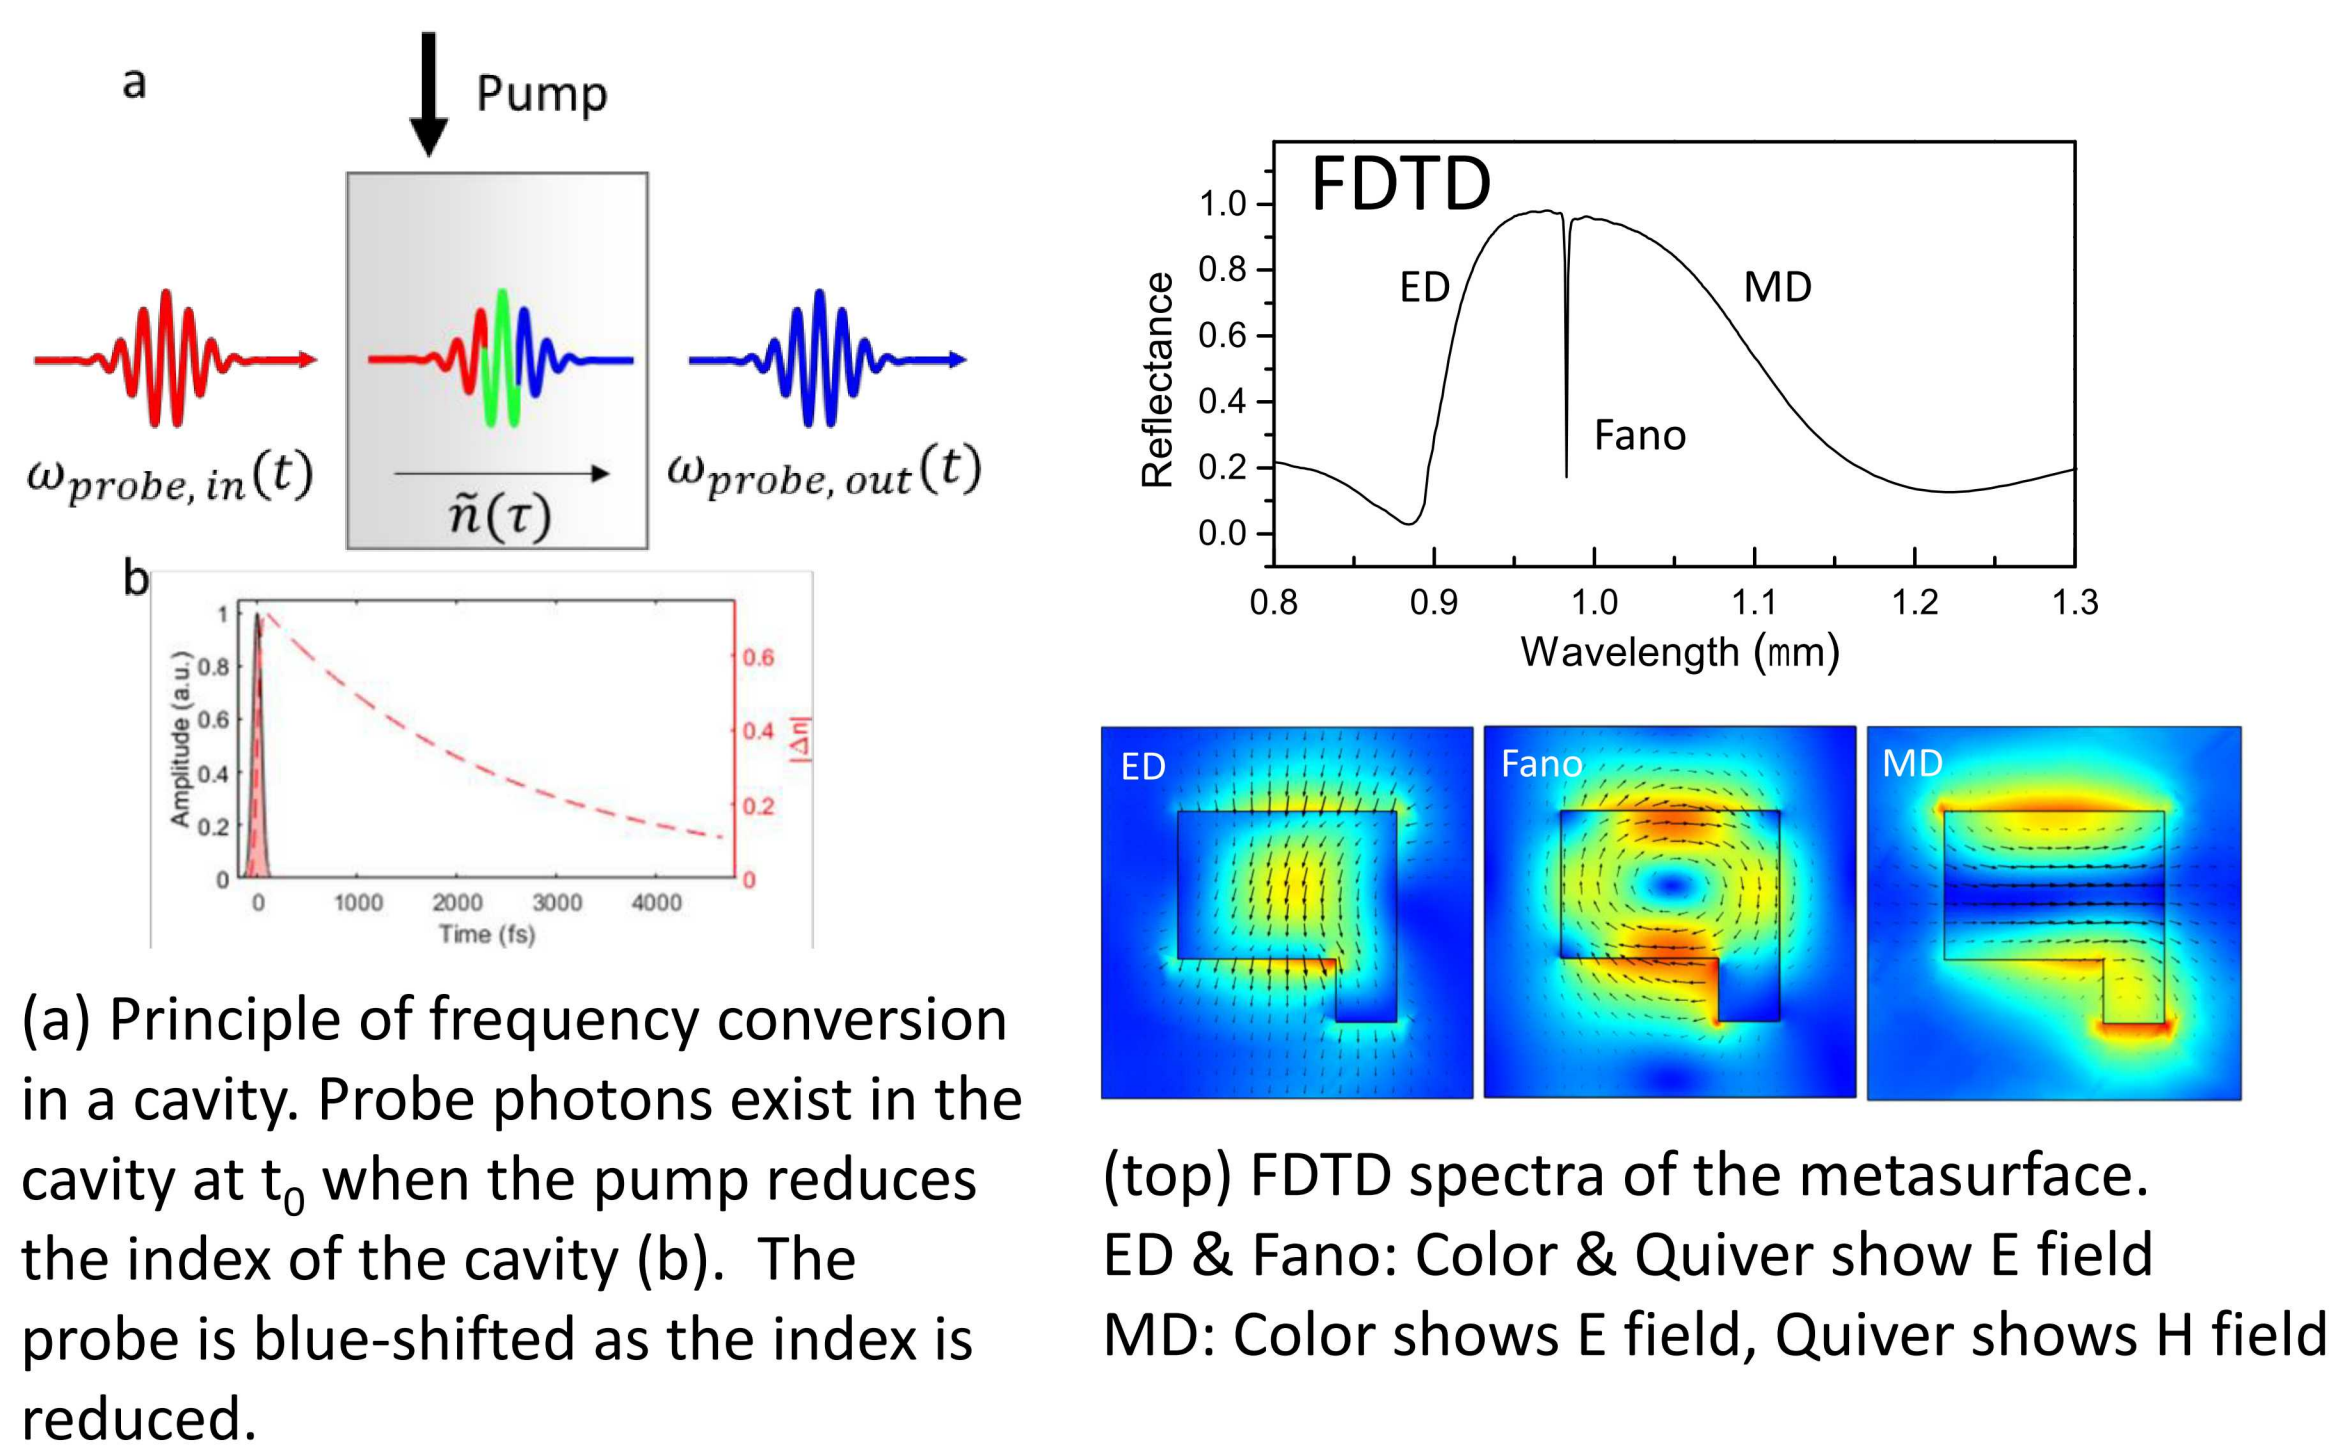 a
Pump
ω_probe, in(t)
ñ(τ)
ω_probe, out(t)
b
1
0.8
0.6
0.4
0.2
0
Amplitude (a.u.)
0 1000 2000 3000 4000
Time (fs)
0.6
0.4
0.2
0
|Δn|
(a) Principle of frequency conversion
in a cavity. Probe photons exist in the
cavity at t₀ when the pump reduces
the index of the cavity (b).  The
probe is blue-shifted as the index is
reduced.
FDTD
1.0
0.8
0.6
0.4
0.2
0.0
Reflectance
ED
MD
Fano
0.8 0.9 1.0 1.1 1.2 1.3
Wavelength (mm)
ED
Fano
MD
(top) FDTD spectra of the metasurface.
ED & Fano: Color & Quiver show E field
MD: Color shows E field, Quiver shows H field